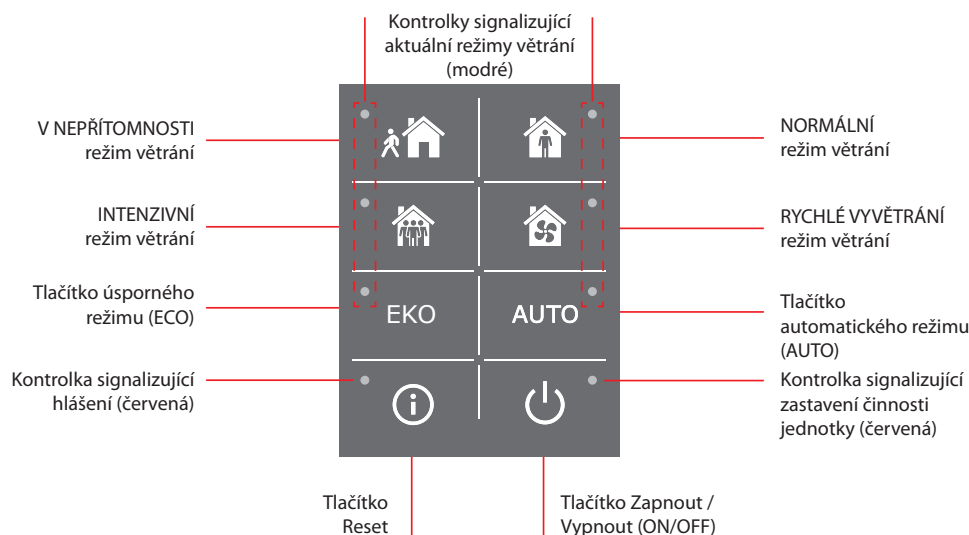 Kontrolky signalizující
aktuální režimy větrání
(modré)
V NEPŘÍTOMNOSTI
režim větrání
NORMÁLNÍ
režim větrání
INTENZIVNÍ
režim větrání
RYCHLÉ VYVĚTRÁNÍ
režim větrání
Tlačítko úsporného
režimu (ECO)
EKO
AUTO
Tlačítko
automatického režimu
(AUTO)
Kontrolka signalizující
hlášení (červená)
Kontrolka signalizující
zastavení činnosti
jednotky (červená)
Tlačítko
Reset
Tlačítko Zapnout /
Vypnout (ON/OFF)